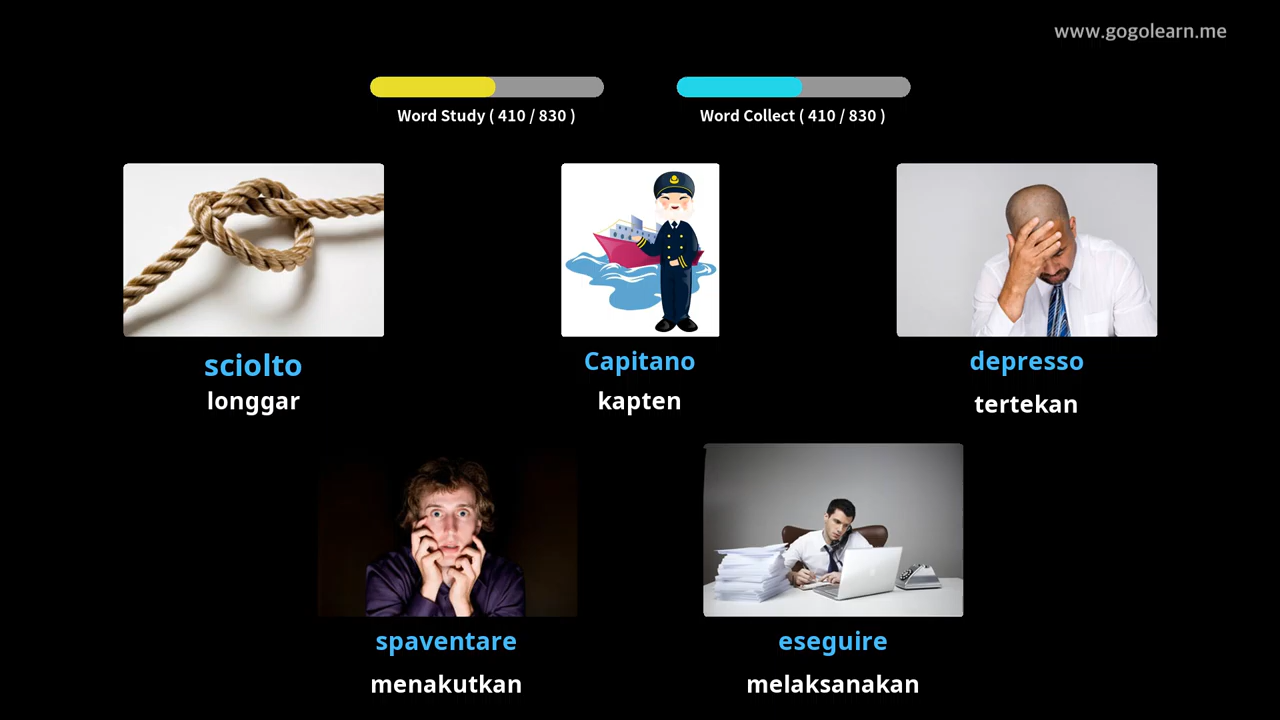 www.gogolearn.me
Word Study ( 410 / 830 )
Word Collect ( 410 / 830 )
sciolto
longgar
Capitano
kapten
depresso
tertekan
spaventare
menakutkan
eseguire
melaksanakan